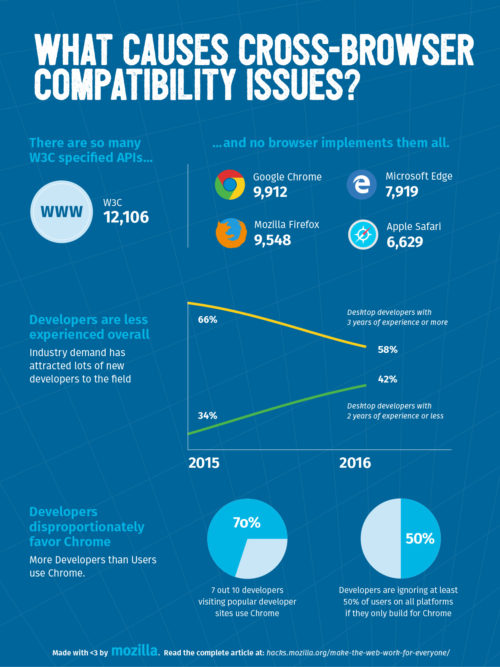 WHAT CAUSES CROSS-BROWSER
COMPATIBILITY ISSUES?
There are so many
W3C specified APIs...
WWW
W3C
12,106
...and no browser implements them all.
Google Chrome
9,912
Microsoft Edge
7,919
Mozilla Firefox
9,548
Apple Safari
6,629
Developers are less
experienced overall
Industry demand has
attracted lots of new
developers to the field
66%
Desktop developers with
3 years of experience or more
58%
42%
34%
Desktop developers with
2 years of experience or less
2015
2016
Developers
disproportionately
favor Chrome
More Developers than Users
use Chrome.
70%
7 out 10 developers
visiting popular developer
sites use Chrome
50%
Developers are ignoring at least
50% of users on all platforms
if they only build for Chrome
Made with <3 by mozilla. Read the complete article at: hacks.mozilla.org/make-the-web-work-for-everyone/